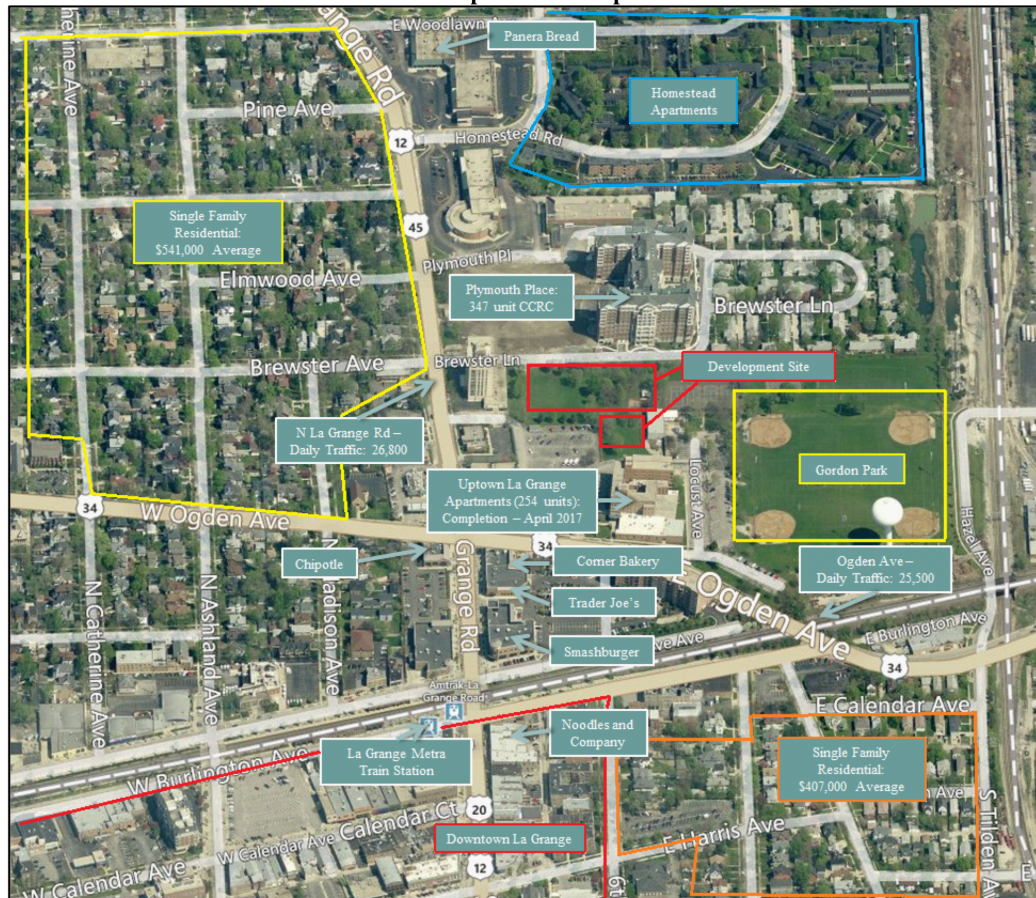 E Woodlawn
Panera Bread
Homestead
Apartments
Pine Ave
Homestead Rd
12
Single Family
Residential:
$541,000 Average
45
Elmwood Ave
Plymouth Pl
Plymouth Place:
347 unit CCRC
Brewster Ln
Brewster Ave
Brewster Ln
Development Site
N La Grange Rd –
Daily Traffic: 26,800
Gordon Park
Uptown La Grange
Apartments (254 units):
Completion – April 2017
Locust Ave
Hazel Ave
34
W Ogden Ave
34
Chipotle
Corner Bakery
Ogden Ave –
Daily Traffic: 25,500
Trader Joe's
Grange Rd
E Ogden Ave
N Catherine Ave
N Ashland Ave
Smashburger
E Burlington Ave
34
Amtrak-La
Grange Road
E Calendar Ave
La Grange Metra
Train Station
Noodles and
Company
Single Family
Residential:
$407,000 Average
W Burlington Ave
20
S Tilden Ave
W Calendar Ave
Calendar Ct
Downtown La Grange
E Harris Ave
12
W Calendar Ave